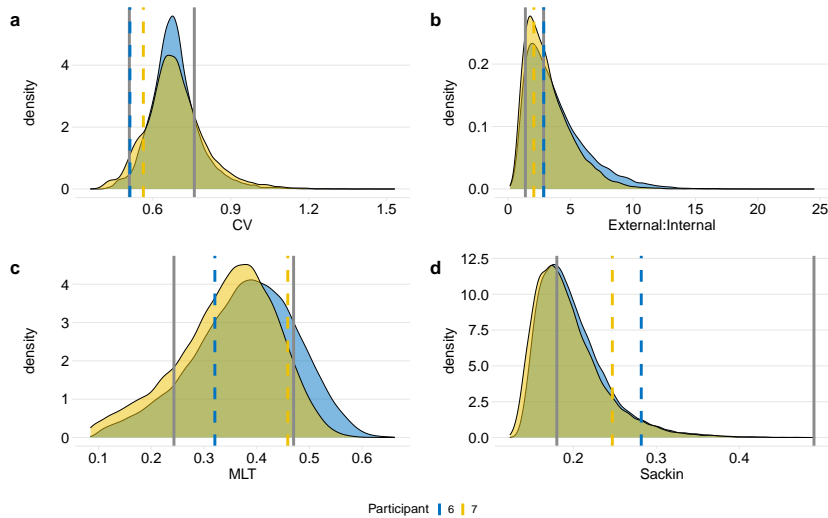 a
density
4
2
0
0.6 0.9 1.2 1.5
CV
b
density
0.2
0.1
0.0
0 5 10 15 20 25
External:Internal
c
density
4
3
2
1
0
0.1 0.2 0.3 0.4 0.5 0.6
MLT
d
density
12.5
10.0
7.5
5.0
2.5
0.0
0.2 0.3 0.4
Sackin
Participant 6 7